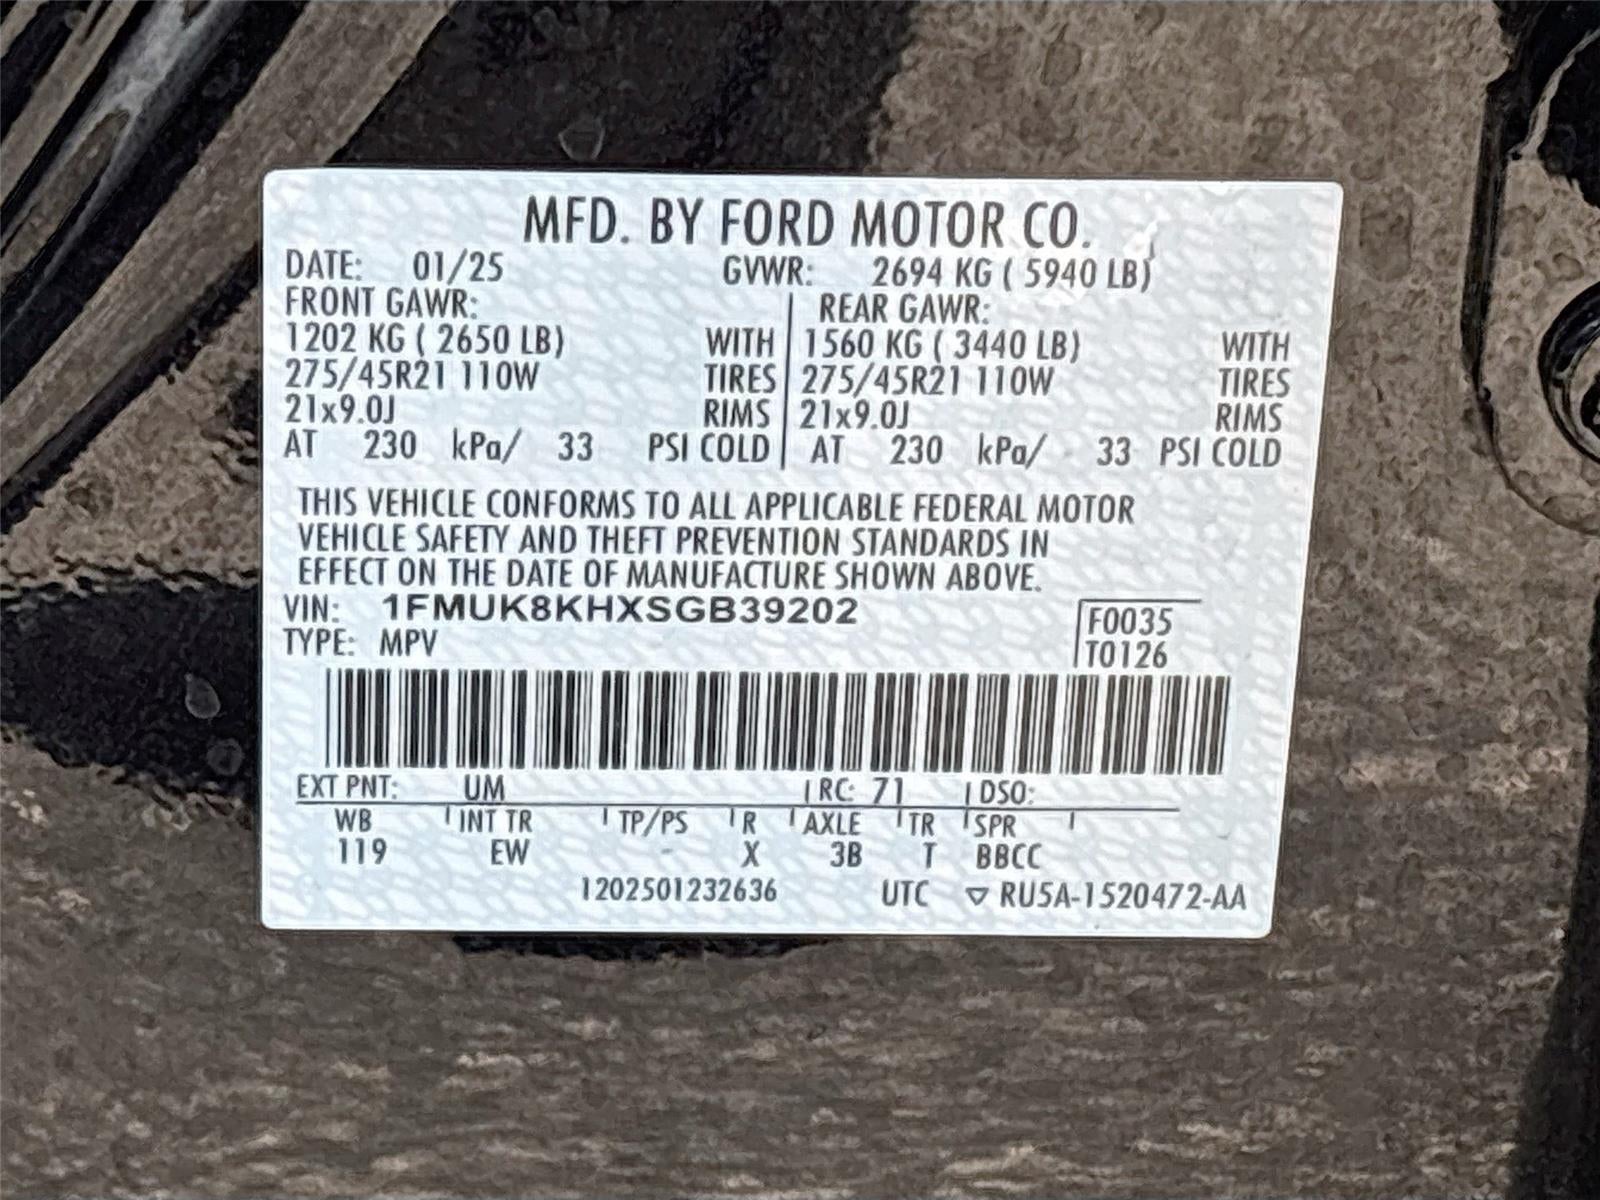 MFD. BY FORD MOTOR CO.
DATE: 01/25 GVWR: 2694 KG ( 5940 LB)
FRONT GAWR: REAR GAWR:
1202 KG ( 2650 LB) WITH 1560 KG ( 3440 LB) WITH
275/45R21 110W TIRES 275/45R21 110W TIRES
21x9.0J RIMS 21x9.0J RIMS
AT 230 kPa/ 33 PSI COLD AT 230 kPa/ 33 PSI COLD
THIS VEHICLE CONFORMS TO ALL APPLICABLE FEDERAL MOTOR
VEHICLE SAFETY AND THEFT PREVENTION STANDARDS IN
EFFECT ON THE DATE OF MANUFACTURE SHOWN ABOVE.
VIN: 1FMUK8KHXSGB39202 F0035
TYPE: MPV T0126
EXT PNT: UM RC: 71 DSO:
WB INT TR TP/PS R AXLE TR SPR
119 EW - X 3B T BBCC
1202501232636 UTC ▽ RU5A-1520472-AA